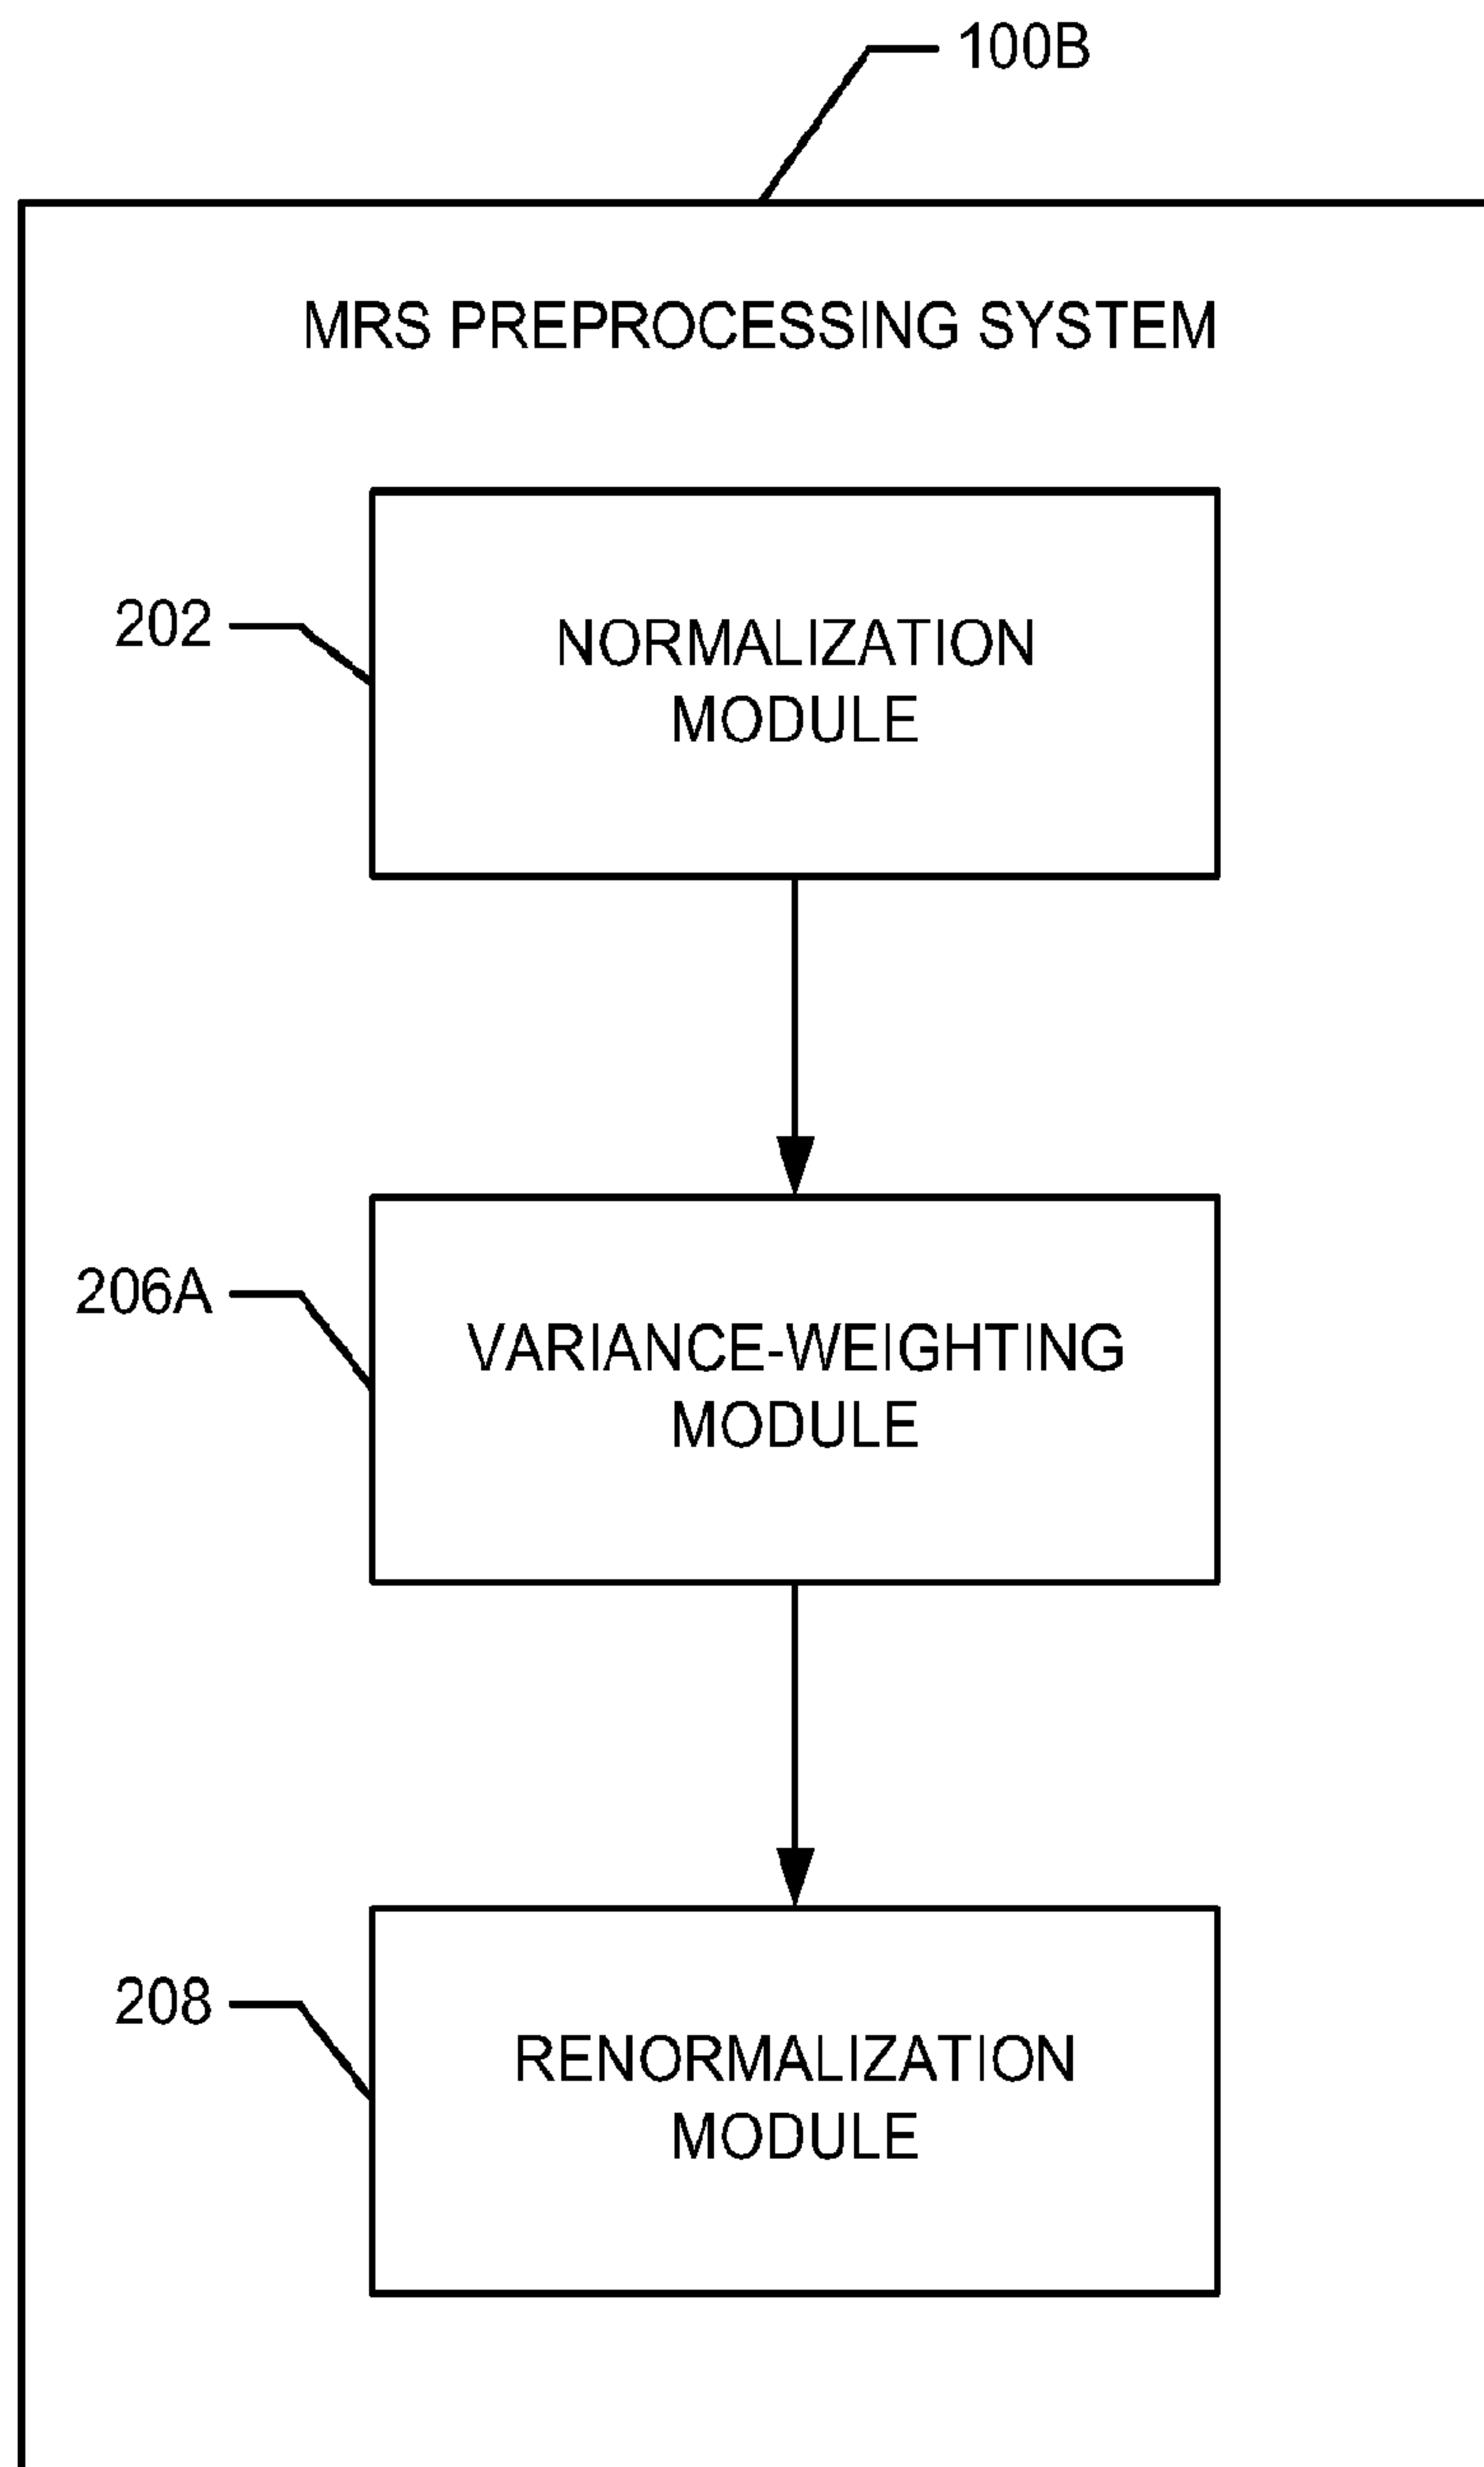 100B
MRS PREPROCESSING SYSTEM
202
NORMALIZATION
MODULE
206A
VARIANCE-WEIGHTING
MODULE
208
RENORMALIZATION
MODULE